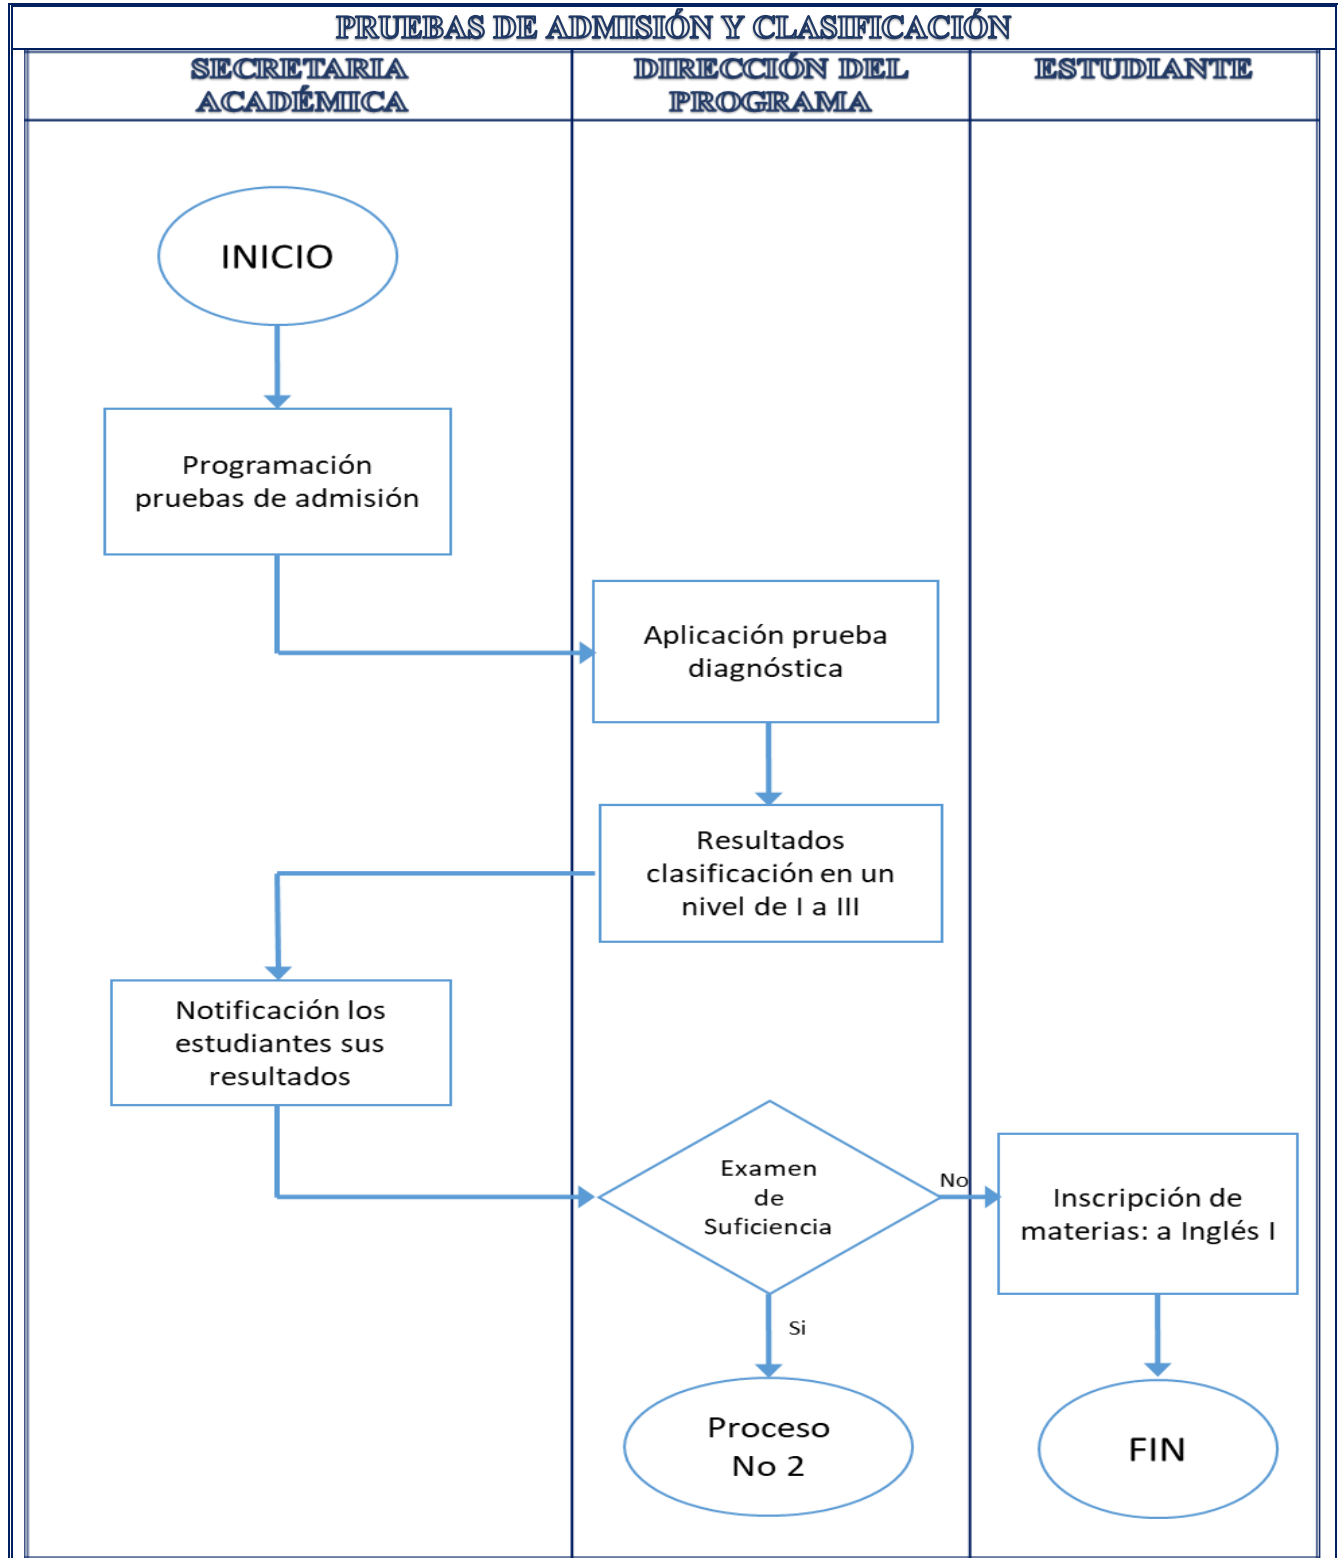 PRUEBAS DE ADMISIÓN Y CLASIFICACIÓN
SECRETARIA
ACADÉMICA
DIRECCIÓN DEL
PROGRAMA
ESTUDIANTE
INICIO
Programación
pruebas de admisión
Aplicación prueba
diagnóstica
Resultados
clasificación en un
nivel de I a III
Notificación los
estudiantes sus
resultados
Examen
de
Suficiencia
No
Inscripción de
materias: a Inglés I
Si
Proceso
No 2
FIN